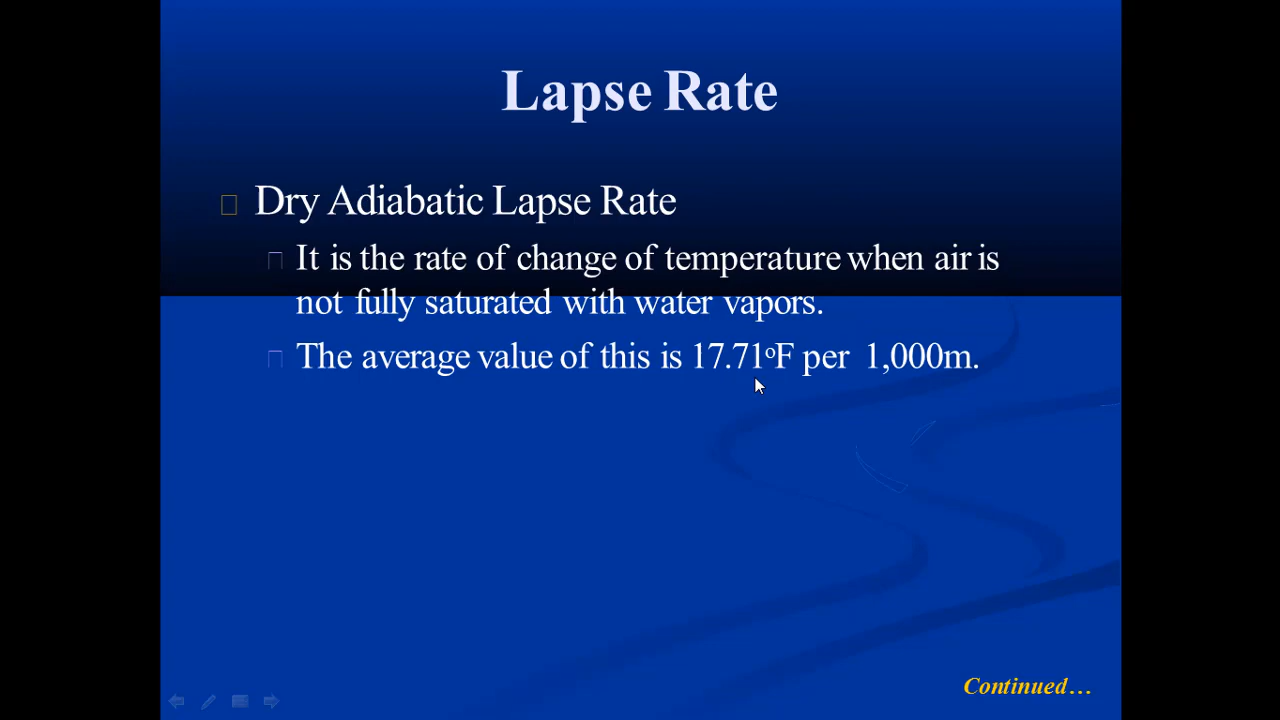 Lapse Rate
Dry Adiabatic Lapse Rate
It is the rate of change of temperature when air is
not fully saturated with water vapors.
The average value of this is 17.71ºF per 1,000m.
Continued…